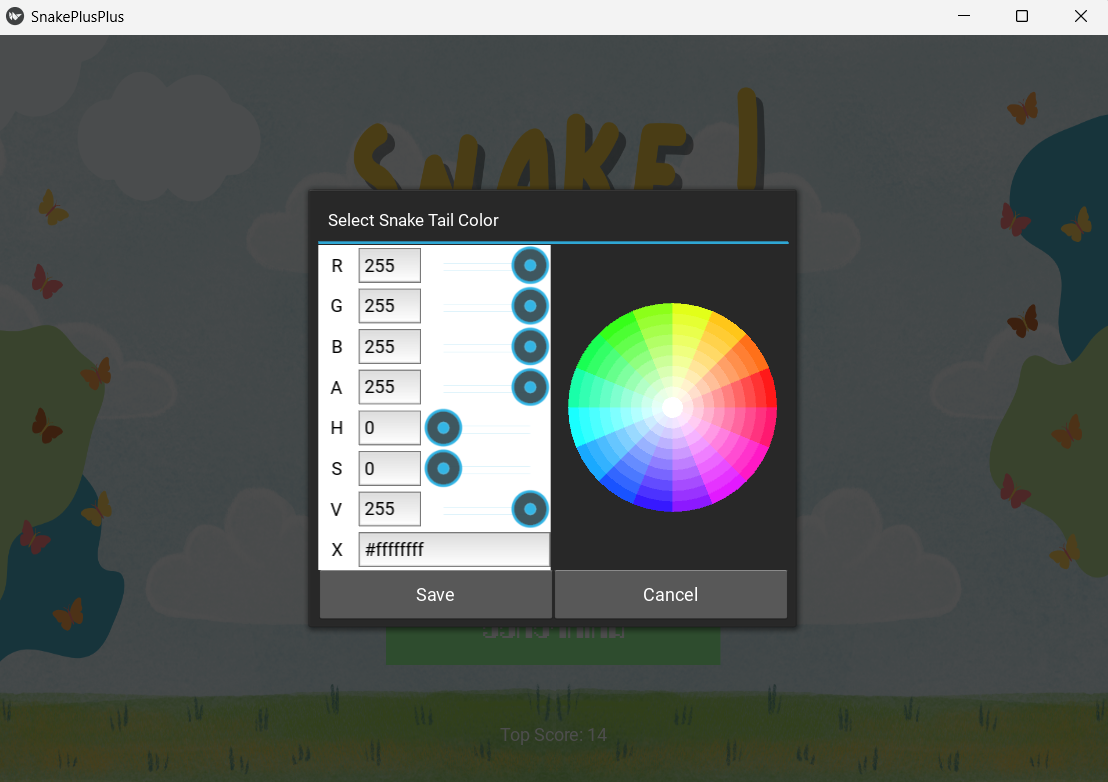 SnakePlusPlus
SNAKE !
Select Snake Tail Color
R 255
G 255
B 255
A 255
H 0
S 0
V 255
X #ffffffff
Save Cancel
Top Score: 14